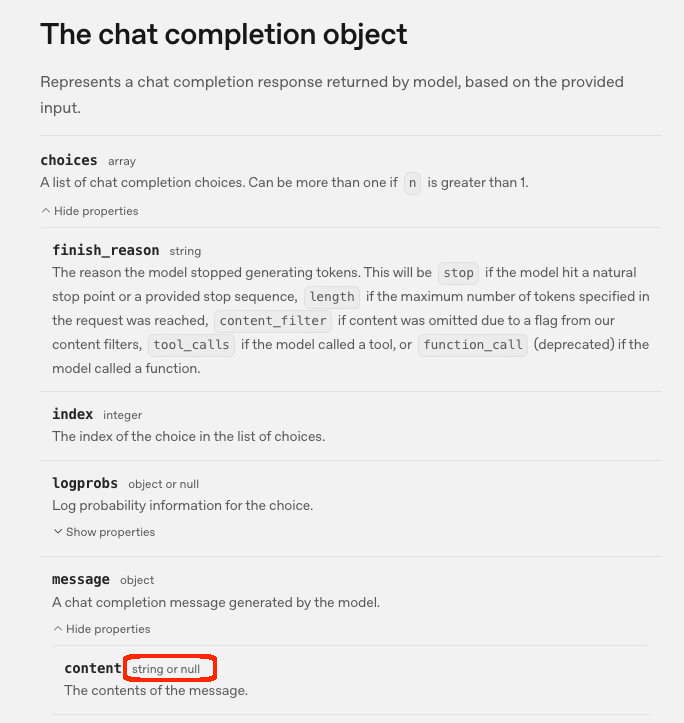 The chat completion object
Represents a chat completion response returned by model, based on the provided
input.
choices array
A list of chat completion choices. Can be more than one if n is greater than 1.
Hide properties
finish_reason string
The reason the model stopped generating tokens. This will be stop if the model hit a natural
stop point or a provided stop sequence, length if the maximum number of tokens specified in
the request was reached, content_filter if content was omitted due to a flag from our
content filters, tool_calls if the model called a tool, or function_call (deprecated) if the
model called a function.
index integer
The index of the choice in the list of choices.
logprobs object or null
Log probability information for the choice.
Show properties
message object
A chat completion message generated by the model.
Hide properties
content string or null
The contents of the message.